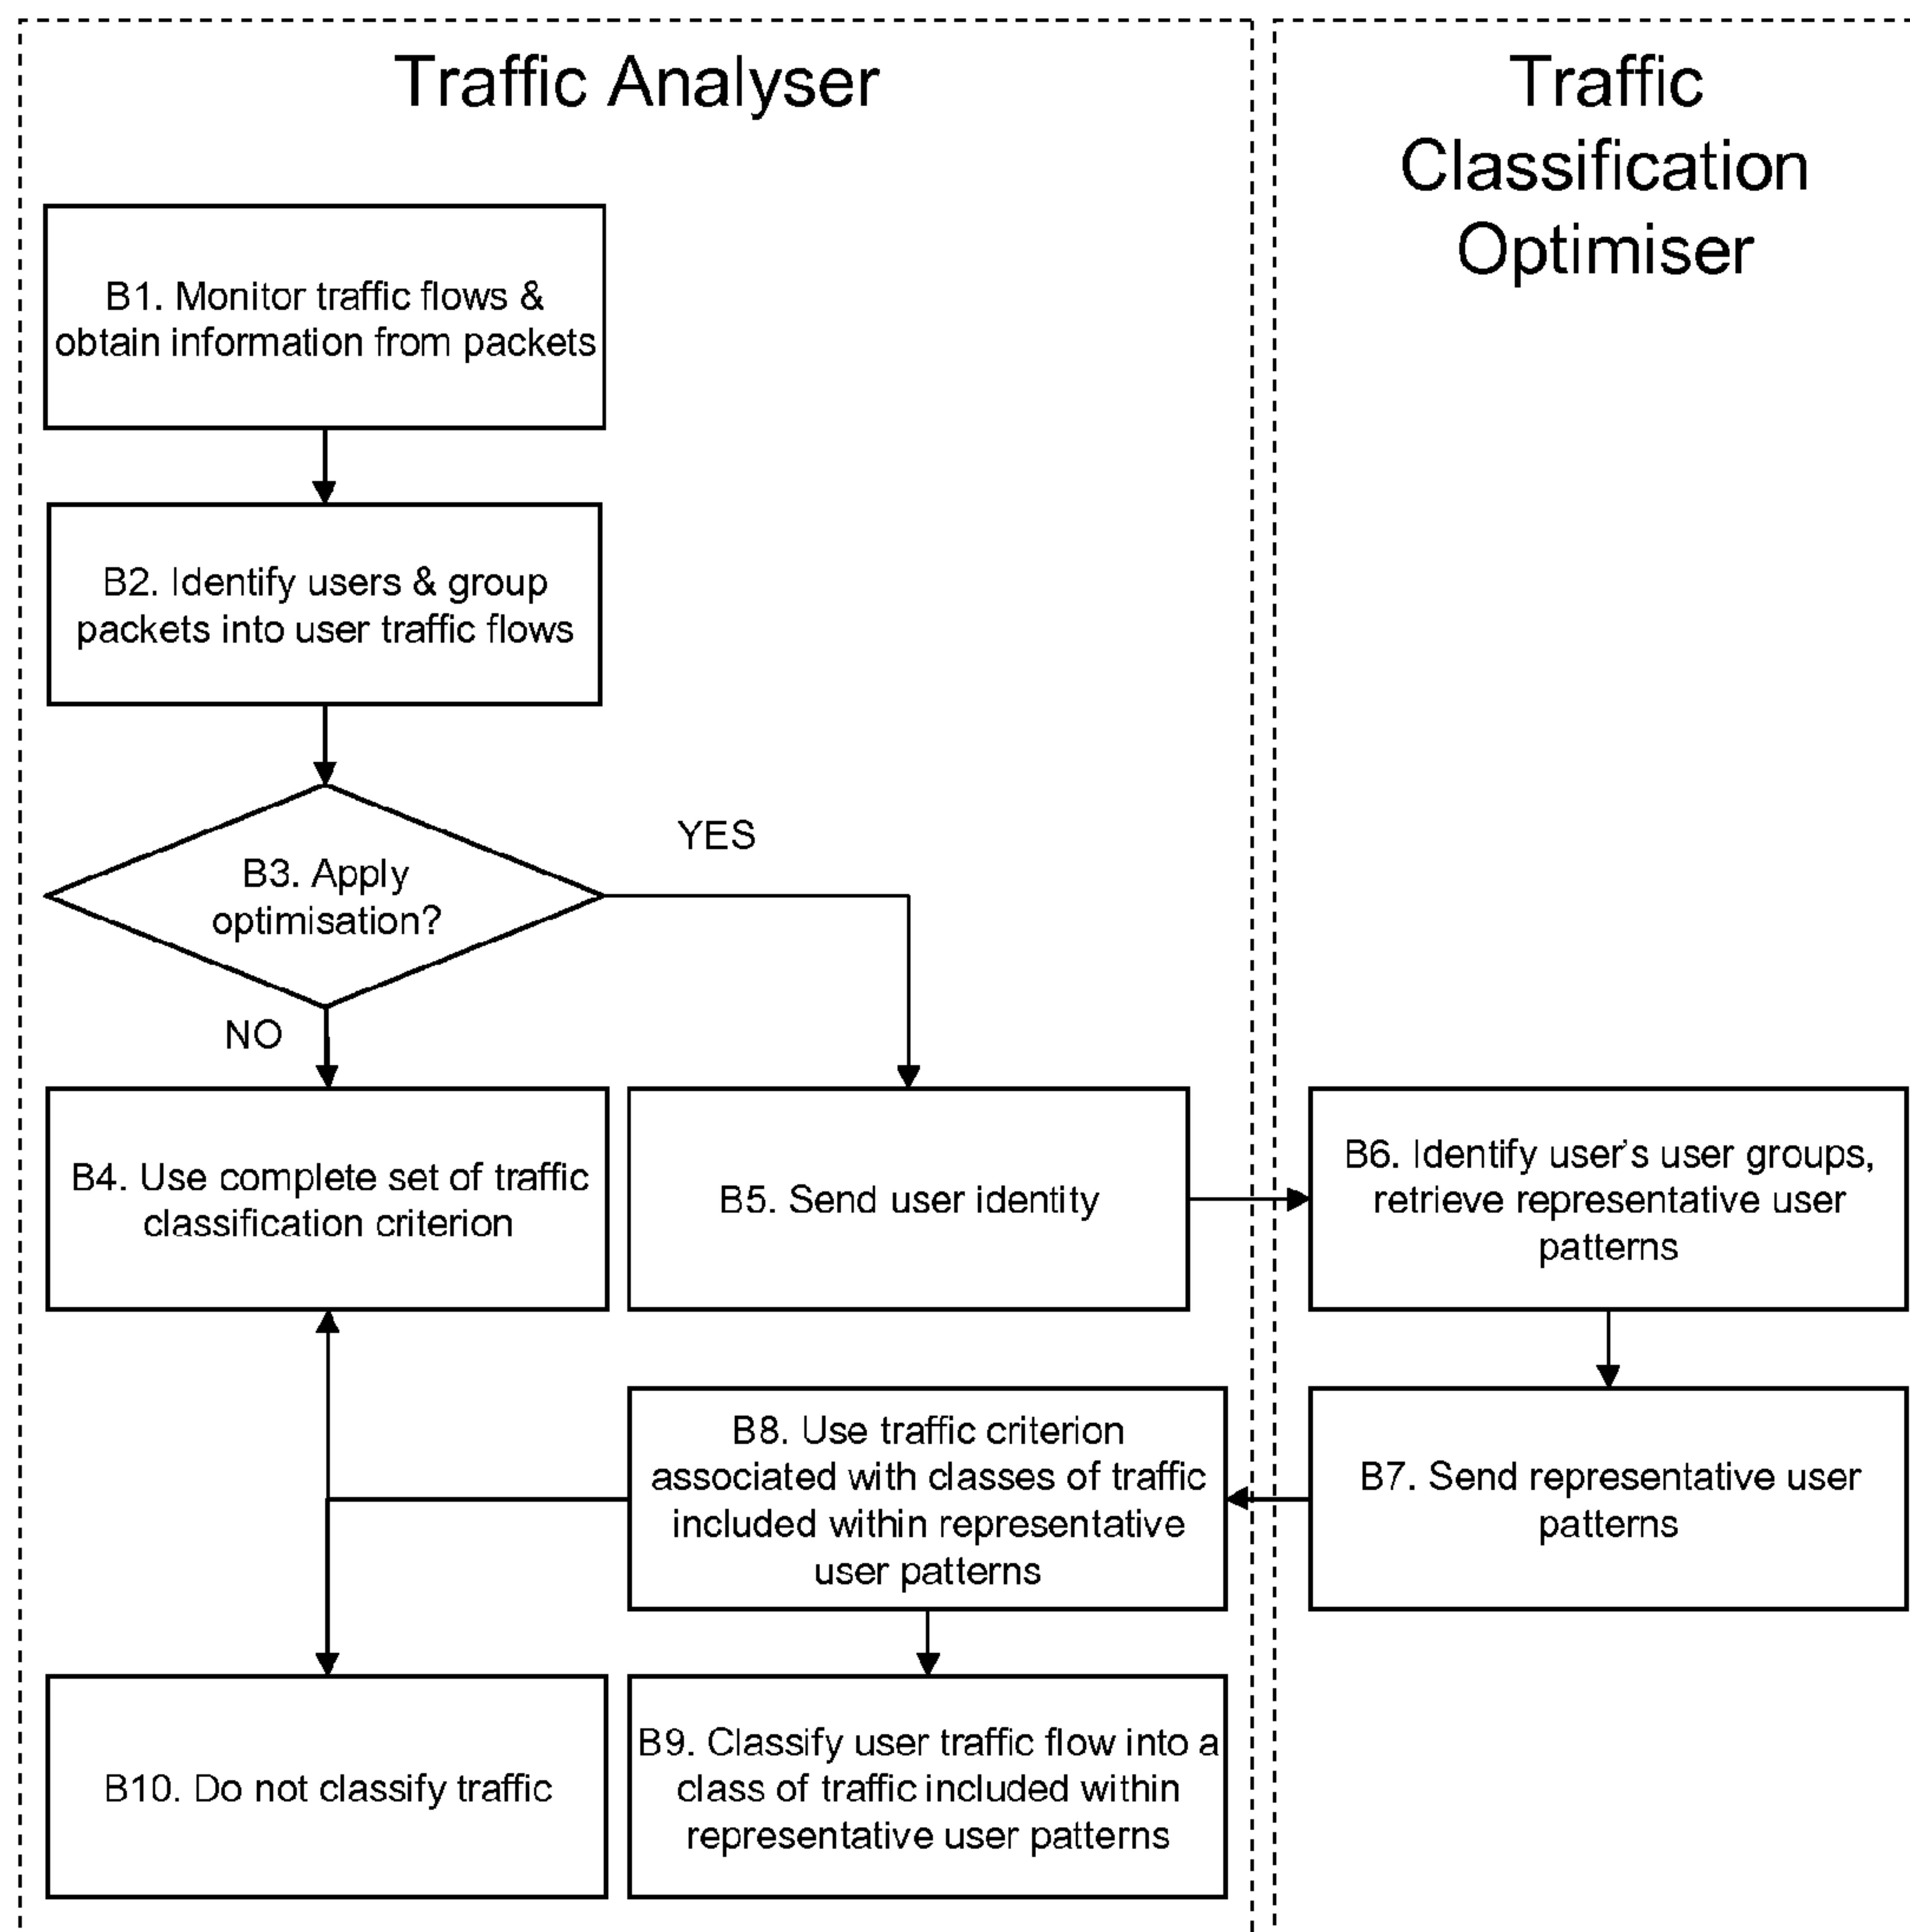 Traffic Analyser
Traffic
Classification
Optimiser
B1. Monitor traffic flows &
obtain information from packets
B2. Identify users & group
packets into user traffic flows
B3. Apply
optimisation?
YES
NO
B4. Use complete set of traffic
classification criterion
B5. Send user identity
B6. Identify user's user groups,
retrieve representative user
patterns
B7. Send representative user
patterns
B8. Use traffic criterion
associated with classes of traffic
included within representative
user patterns
B9. Classify user traffic flow into a
class of traffic included within
representative user patterns
B10. Do not classify traffic